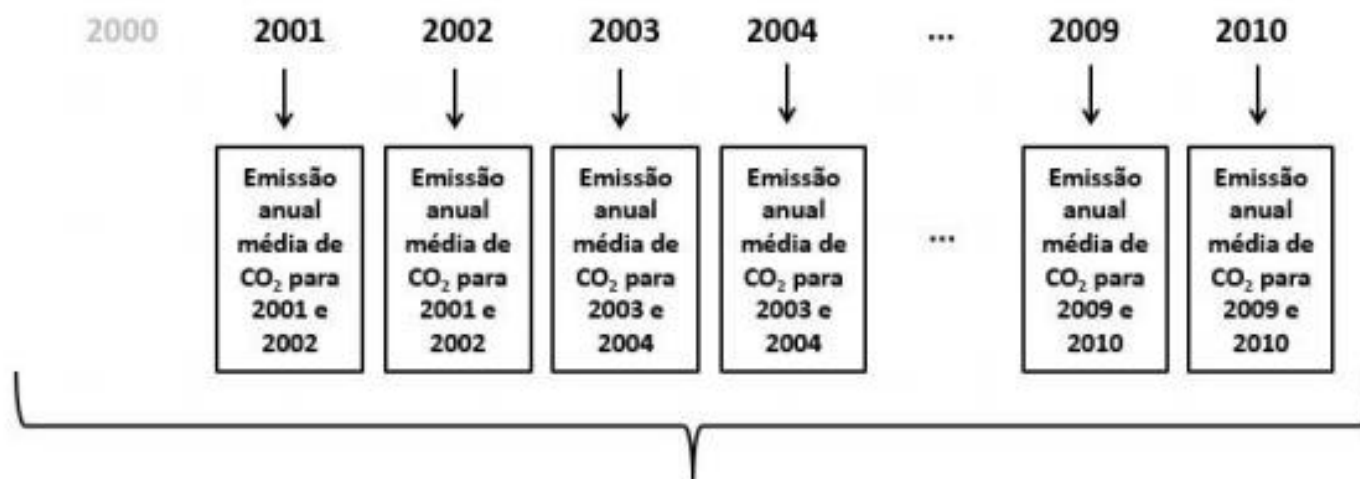 2000 2001 2002 2003 2004 ... 2009 2010
Emissão
anual
média de
CO₂ para
2001 e
2002
Emissão
anual
média de
CO₂ para
2001 e
2002
Emissão
anual
média de
CO₂ para
2003 e
2004
Emissão
anual
média de
CO₂ para
2003 e
2004
...
Emissão
anual
média de
CO₂ para
2009 e
2010
Emissão
anual
média de
CO₂ para
2009 e
2010